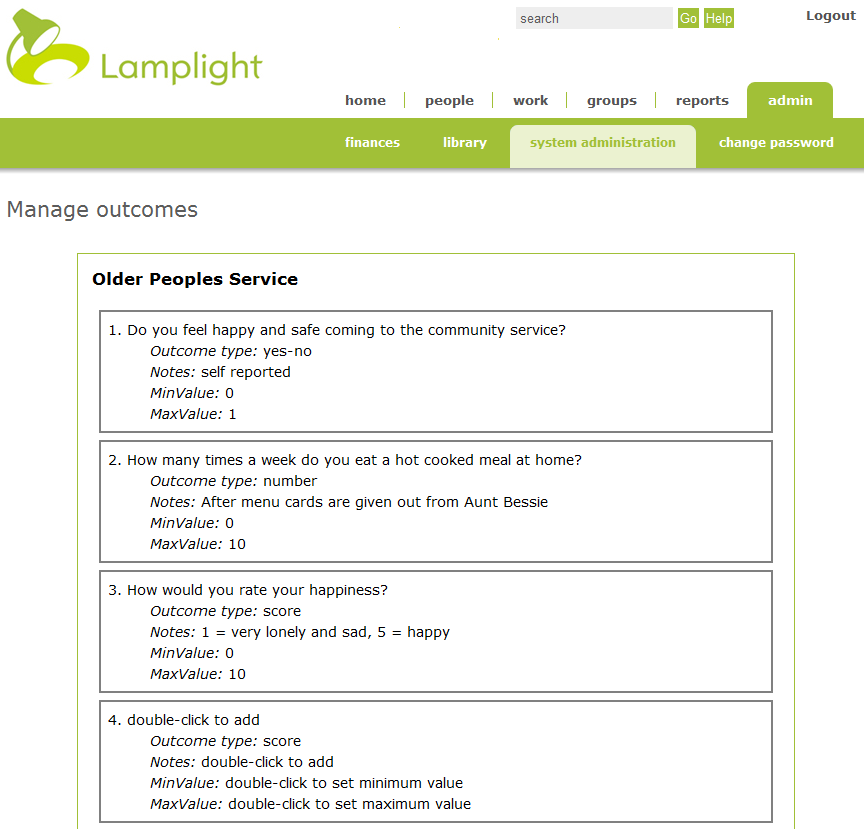 search Go Help Logout
Lamplight
home people work groups reports admin
finances library system administration change password
Manage outcomes
Older Peoples Service
1. Do you feel happy and safe coming to the community service?
Outcome type: yes-no
Notes: self reported
MinValue: 0
MaxValue: 1
2. How many times a week do you eat a hot cooked meal at home?
Outcome type: number
Notes: After menu cards are given out from Aunt Bessie
MinValue: 0
MaxValue: 10
3. How would you rate your happiness?
Outcome type: score
Notes: 1 = very lonely and sad, 5 = happy
MinValue: 0
MaxValue: 10
4. double-click to add
Outcome type: score
Notes: double-click to add
MinValue: double-click to set minimum value
MaxValue: double-click to set maximum value